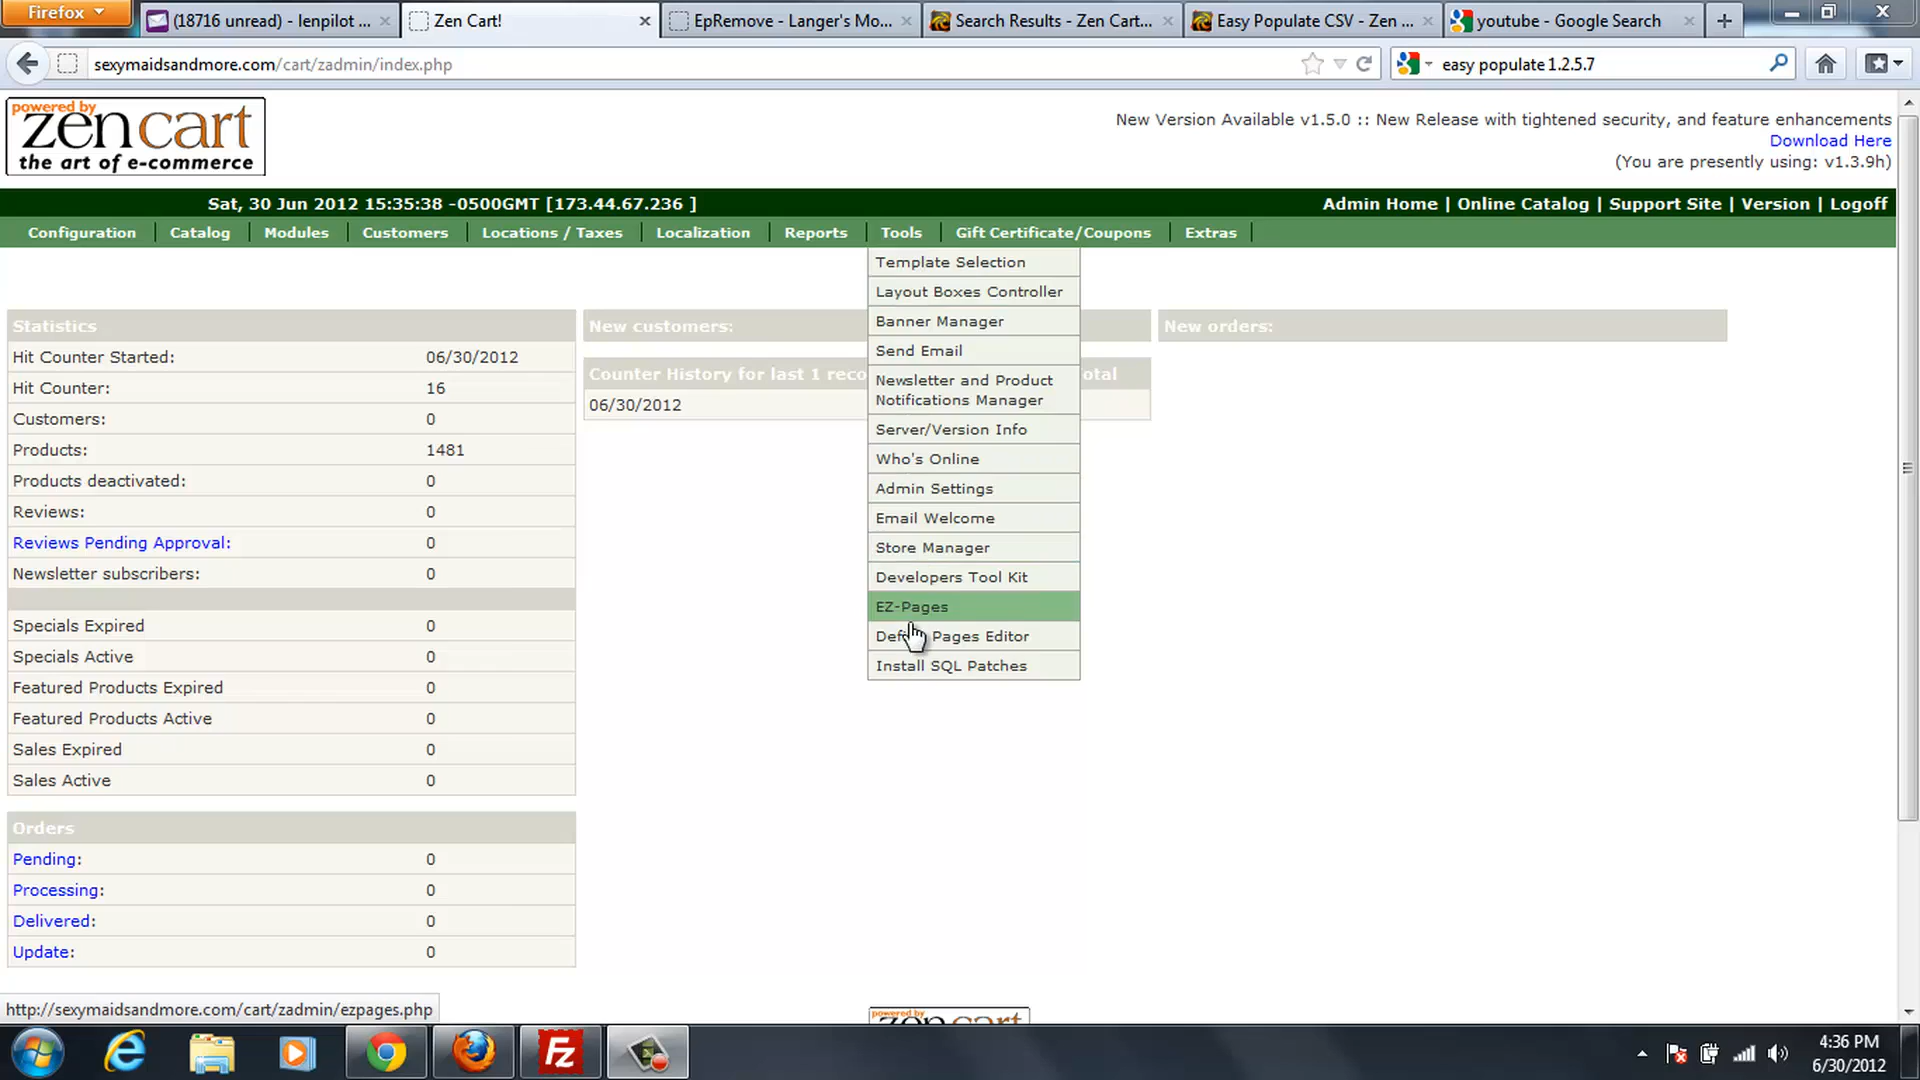 Firefox
(18716 unread) - lenpilot ...
Zen Cart!
EpRemove - Langer's Mo...
Search Results - Zen Cart...
Easy Populate CSV - Zen ...
youtube - Google Search
sexymaidsandmore.com/cart/zadmin/index.php
easy populate 1.2.5.7
powered by
zen cart
the art of e-commerce
New Version Available v1.5.0 :: New Release with tightened security, and feature enhancements
Download Here
(You are presently using: v1.3.9h)
Sat, 30 Jun 2012 15:35:38 -0500GMT [173.44.67.236 ]
Admin Home | Online Catalog | Support Site | Version | Logoff
Configuration
Catalog
Modules
Customers
Locations / Taxes
Localization
Reports
Tools
Gift Certificate/Coupons
Extras
Template Selection
Layout Boxes Controller
Banner Manager
Send Email
Newsletter and Product
Notifications Manager
Server/Version Info
Who's Online
Admin Settings
Email Welcome
Store Manager
Developers Tool Kit
EZ-Pages
Pages Editor
Install SQL Patches
Statistics
Hit Counter Started: 06/30/2012
Hit Counter: 16
Customers: 0
Products: 1481
Products deactivated: 0
Reviews: 0
Reviews Pending Approval: 0
Newsletter subscribers: 0
Specials Expired 0
Specials Active 0
Featured Products Expired 0
Featured Products Active 0
Sales Expired 0
Sales Active 0
Orders
Pending: 0
Processing: 0
Delivered: 0
Update: 0
New customers:
Counter History for last 1 reco
otal
06/30/2012
New orders:
http://sexymaidsandmore.com/cart/zadmin/ezpages.php
powered by
zen cart
Fz
4:36 PM
6/30/2012